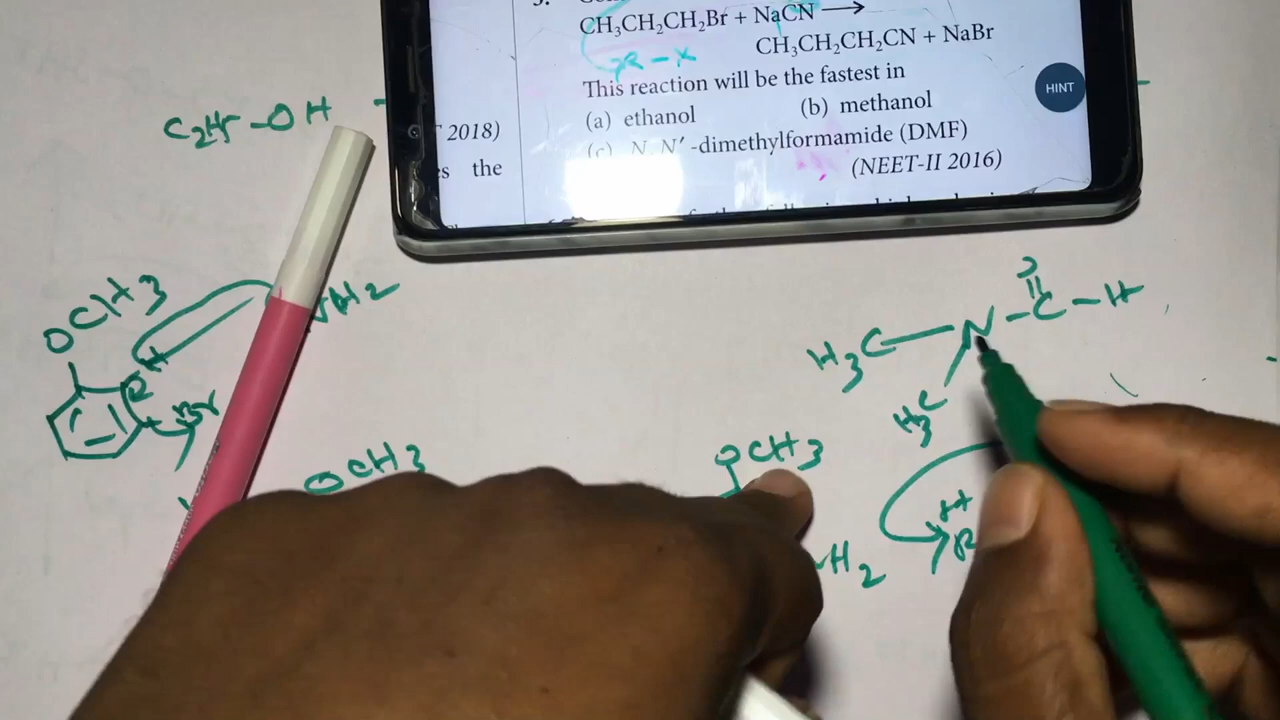 CH₃CH₂CH₂Br + NaCN ⟶
CH₃CH₂CH₂CN + NaBr
R – X
This reaction will be the fastest in
(a) ethanol (b) methanol
(c) N, N′ -dimethylformamide (DMF)
(NEET-II 2016)
HINT
2018)
s the
C₂H₅ – OH
OCH3
H
Br
OCH3
OCH3
H₃C – N – C – H
O
H₃C
H2